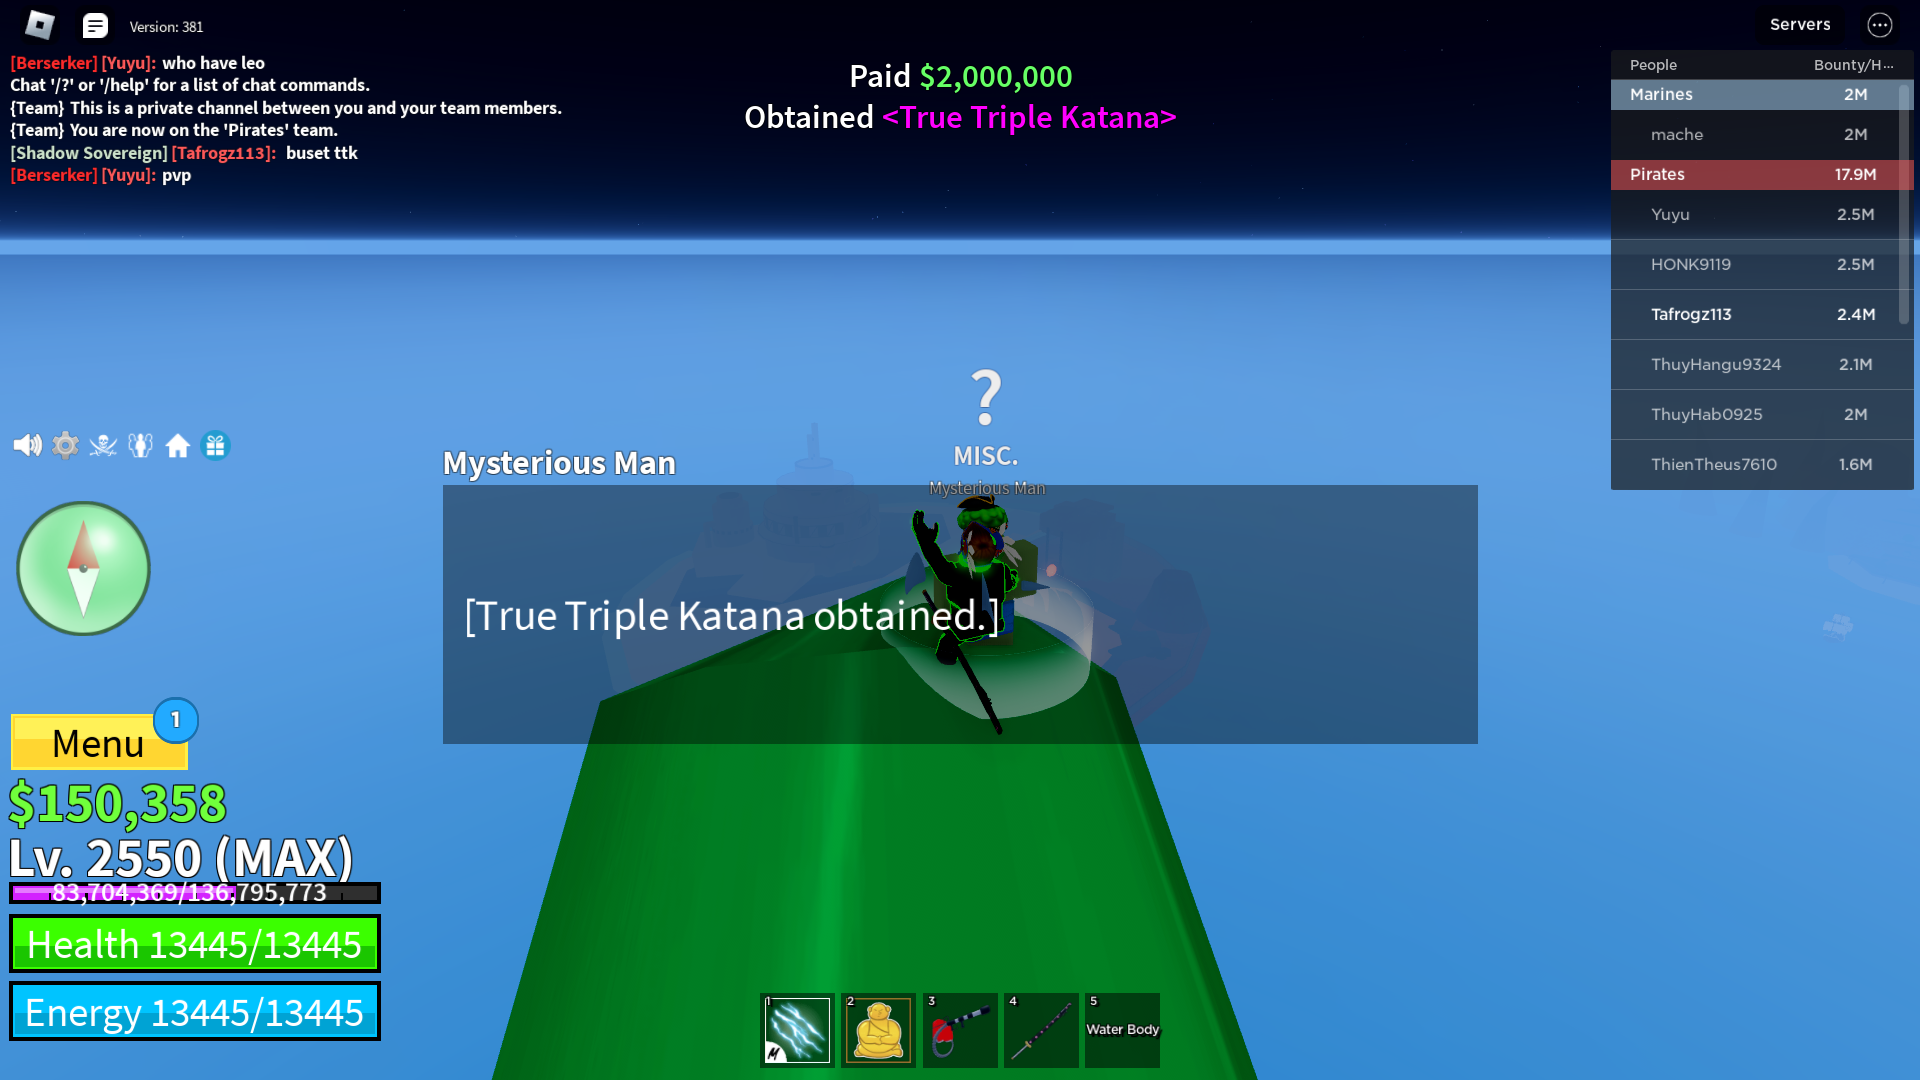 Version: 381
Servers
[Berserker] [Yuyu]: who have leo
Chat '/?' or '/help' for a list of chat commands.
{Team} This is a private channel between you and your team members.
{Team} You are now on the 'Pirates' team.
[Shadow Sovereign] [Tafrogz113]: buset ttk
[Berserker] [Yuyu]: pvp
Paid $2,000,000
Obtained <True Triple Katana>
People Bounty/H...
Marines 2M
mache 2M
Pirates 17.9M
Yuyu 2.5M
HONK9119 2.5M
Tafrogz113 2.4M
ThuyHangu9324 2.1M
ThuyHab0925 2M
ThienTheus7610 1.6M
?
MISC.
Mysterious Man
Mysterious Man
[True Triple Katana obtained.]
Menu 1
$150,358
Lv. 2550 (MAX)
83,704,369/136,795,773
Health 13445/13445
Energy 13445/13445
1 M
2
3
4
5
Water Body